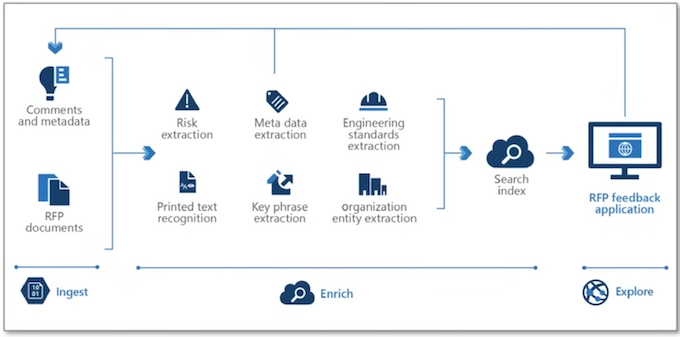 Comments
and metadata
RFP
documents
Risk
extraction
Meta data
extraction
Engineering
standards
extraction
Printed text
recognition
Key phrase
extraction
organization
entity extraction
Search
index
RFP feedback
application
10
01
Ingest
Enrich
Explore